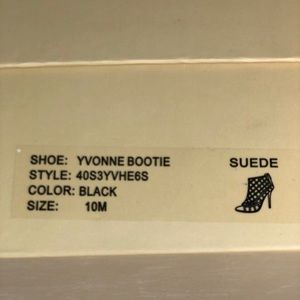 SHOE: YVONNE BOOTIE SUEDE
STYLE: 40S3YVHE6S
COLOR: BLACK
SIZE: 10M